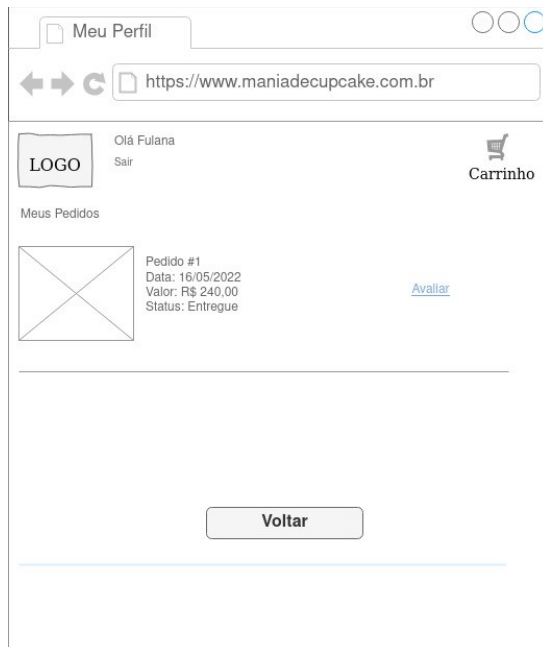 Meu Perfil
https://www.maniadecupcake.com.br
Olá Fulana
LOGO
Sair
Carrinho
Meus Pedidos
Pedido #1
Data: 16/05/2022
Valor: R$ 240,00
Avaliar
Status: Entregue
Voltar